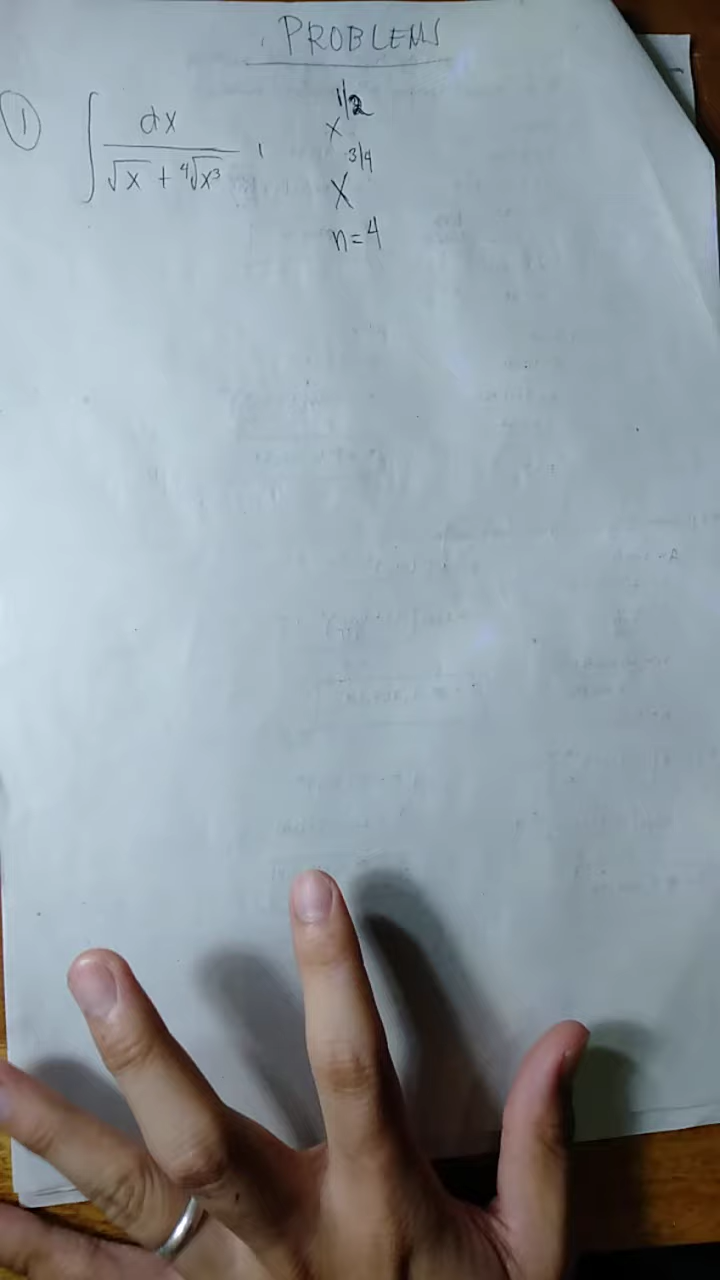 PROBLEMS
① ∫ dx / (√x + ⁴√x³) ,
x^1/2
x^3/4
n=4